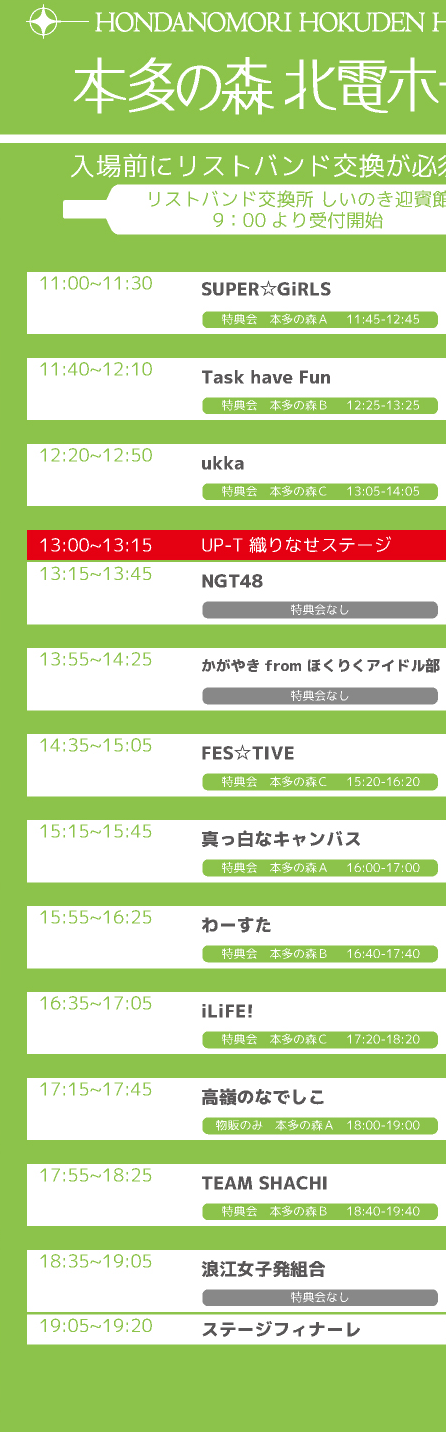 HONDANOMORI HOKUDEN H
本多の森 北電ホー
入場前にリストバンド交換が必須
リストバンド交換所 しいのき迎賓館
9：00 より受付開始
11:00~11:30 SUPER☆GiRLS
特典会 本多の森A 11:45-12:45
11:40~12:10 Task have Fun
特典会 本多の森B 12:25-13:25
12:20~12:50 ukka
特典会 本多の森C 13:05-14:05
13:00~13:15 UP-T 織りなせステージ
13:15~13:45 NGT48
特典会なし
13:55~14:25 かがやき from ほくりくアイドル部
特典会なし
14:35~15:05 FES☆TIVE
特典会 本多の森C 15:20-16:20
15:15~15:45 真っ白なキャンバス
特典会 本多の森A 16:00-17:00
15:55~16:25 わーすた
特典会 本多の森B 16:40-17:40
16:35~17:05 iLiFE!
特典会 本多の森C 17:20-18:20
17:15~17:45 高嶺のなでしこ
物販のみ 本多の森A 18:00-19:00
17:55~18:25 TEAM SHACHI
特典会 本多の森B 18:40-19:40
18:35~19:05 浪江女子発組合
特典会なし
19:05~19:20 ステージフィナーレ